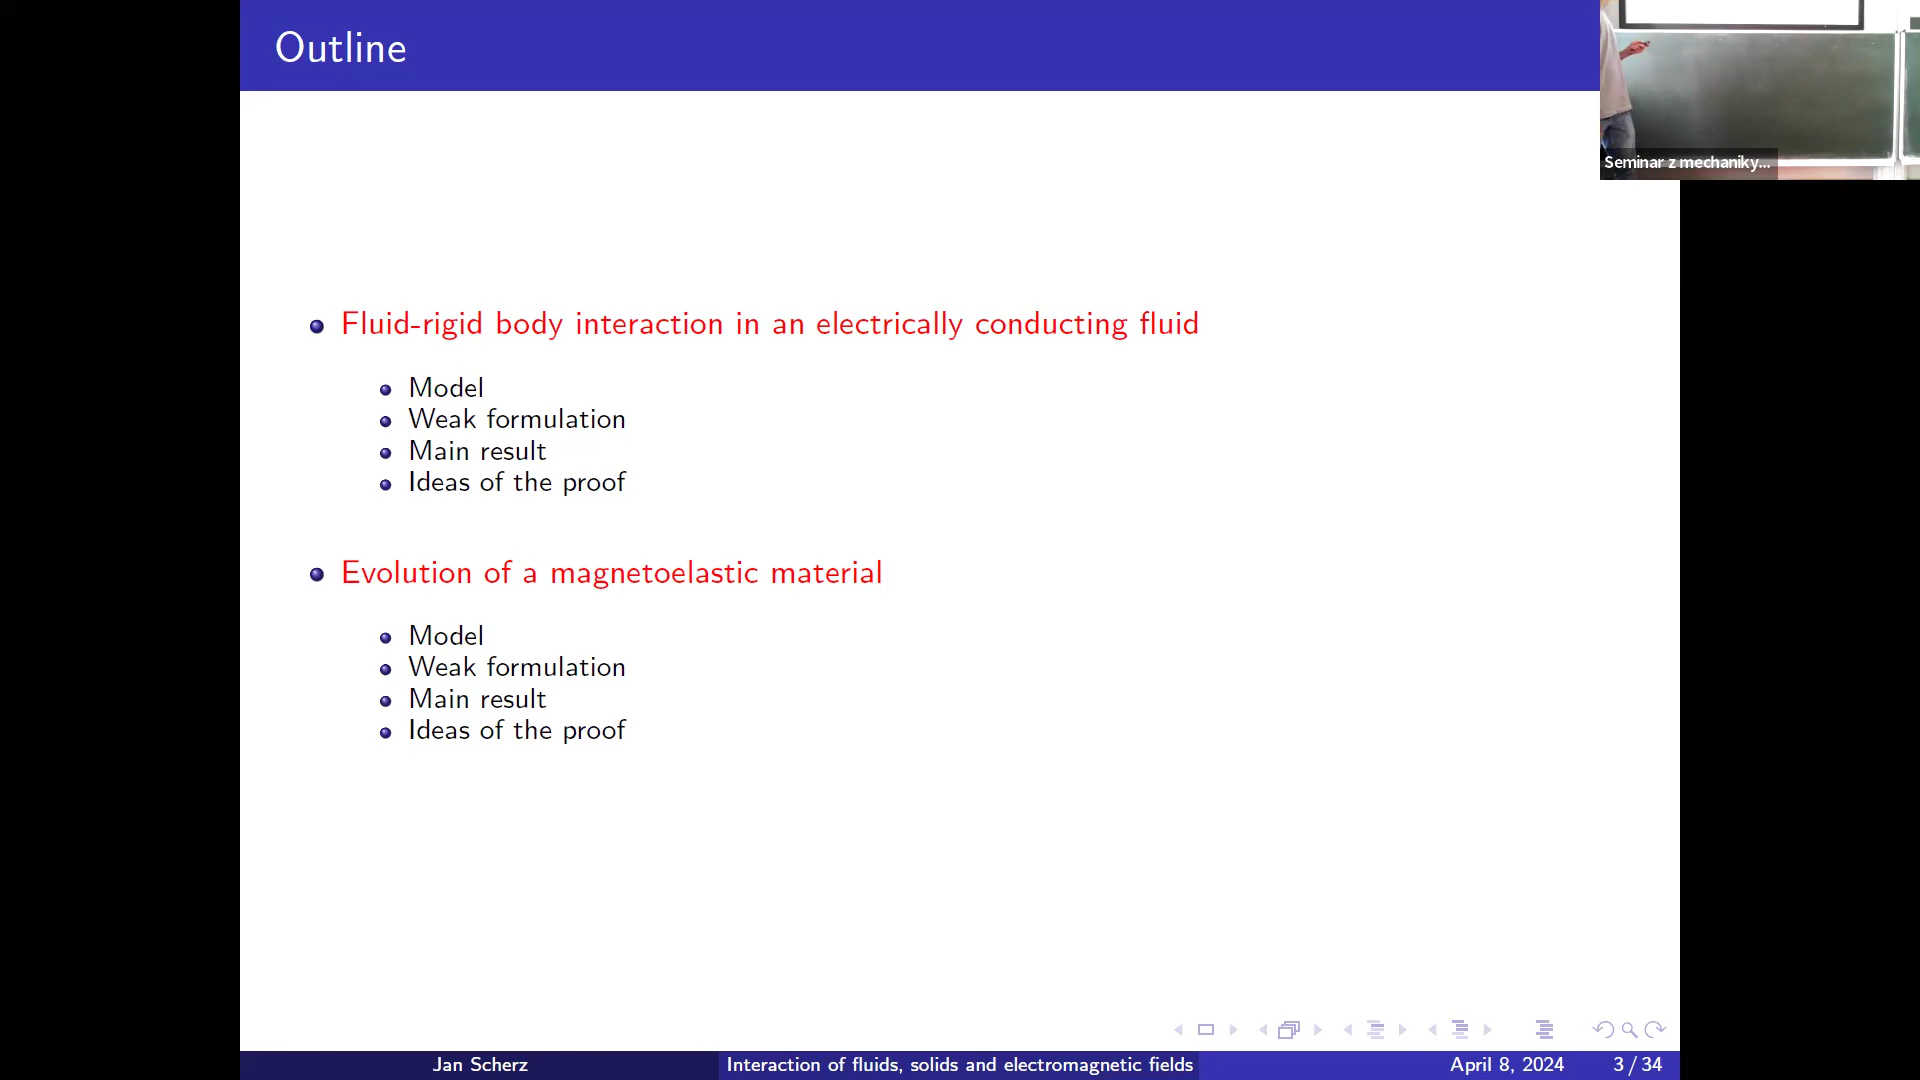 Outline
Seminar z mechaniky...
Fluid-rigid body interaction in an electrically conducting fluid
Model
Weak formulation
Main result
Ideas of the proof
Evolution of a magnetoelastic material
Model
Weak formulation
Main result
Ideas of the proof
Jan Scherz
Interaction of fluids, solids and electromagnetic fields
April 8, 2024
3 / 34